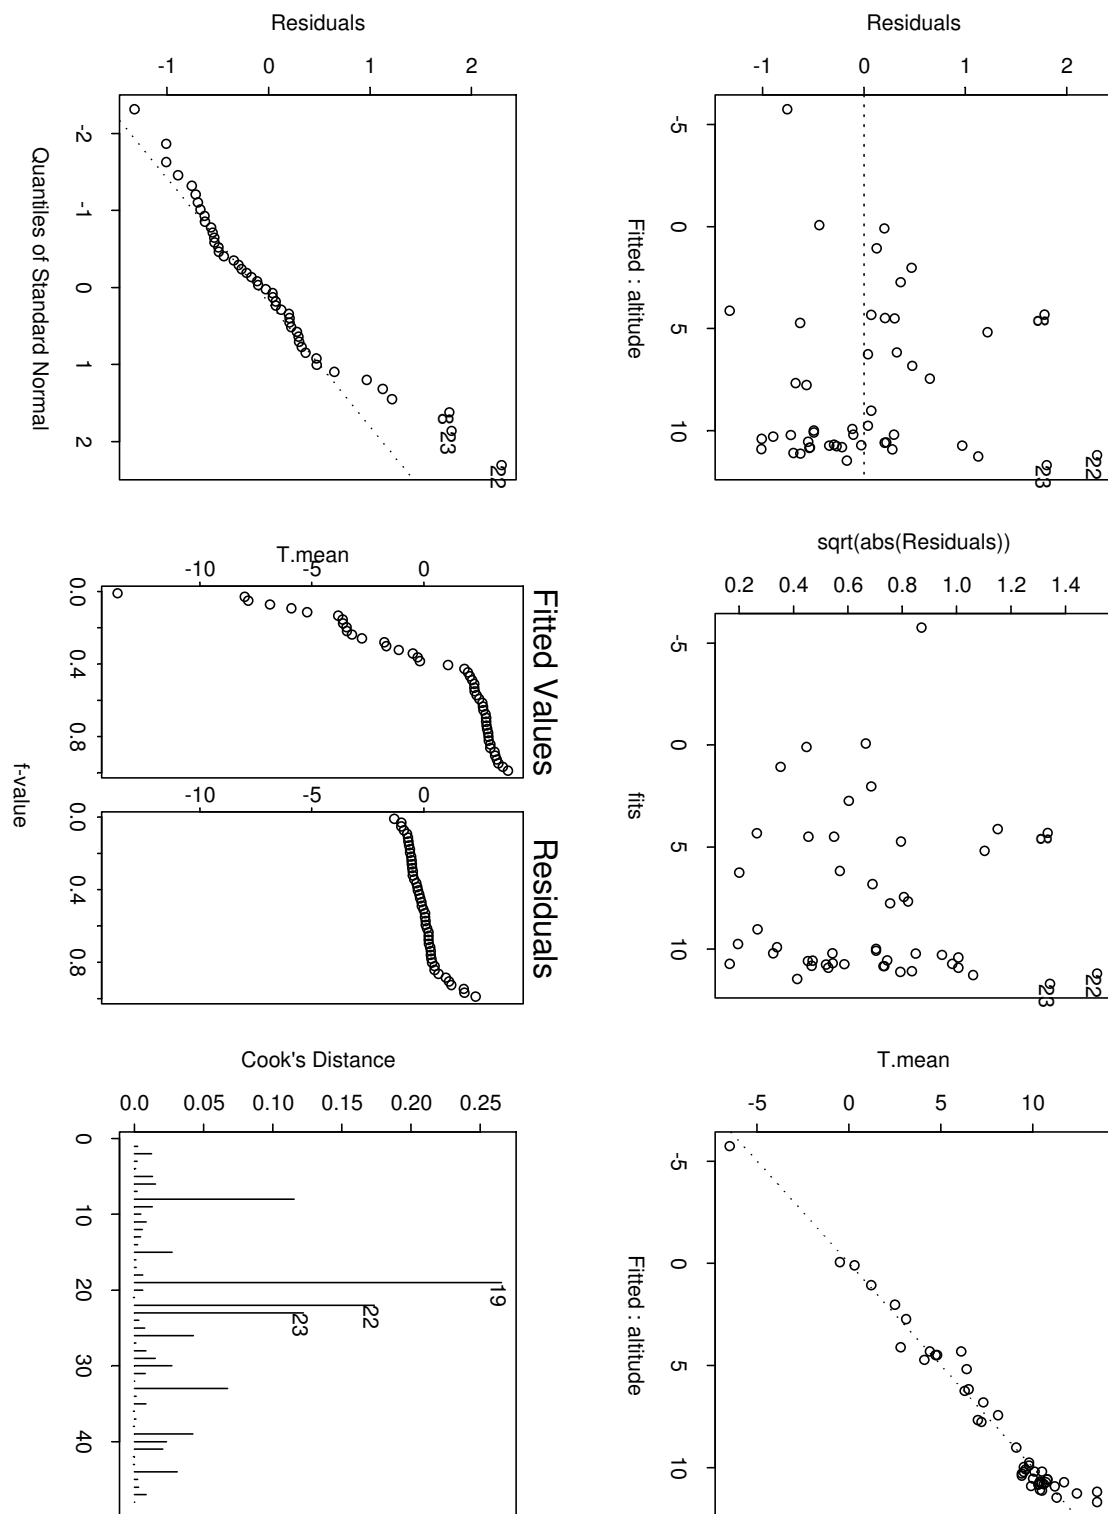 Residuals
-1 0 1 2
-5 0 5 10
Fitted : altitude
8
23
22
sqrt(abs(Residuals))
0.2 0.4 0.6 0.8 1.0 1.2 1.4
-5 0 5 10
fits
8
23
22
T.mean
-5 0 5 10
-5 0 5 10
Fitted : altitude
Residuals
-1 0 1 2
-2 -1 0 1 2
Quantiles of Standard Normal
8
23
22
Fitted Values
T.mean
-10 -5 0
0.0 0.4 0.8
Residuals
-10 -5 0
0.0 0.4 0.8
f-value
Cook's Distance
0.0 0.05 0.10 0.15 0.20 0.25
0 10 20 30 40
19
22
23